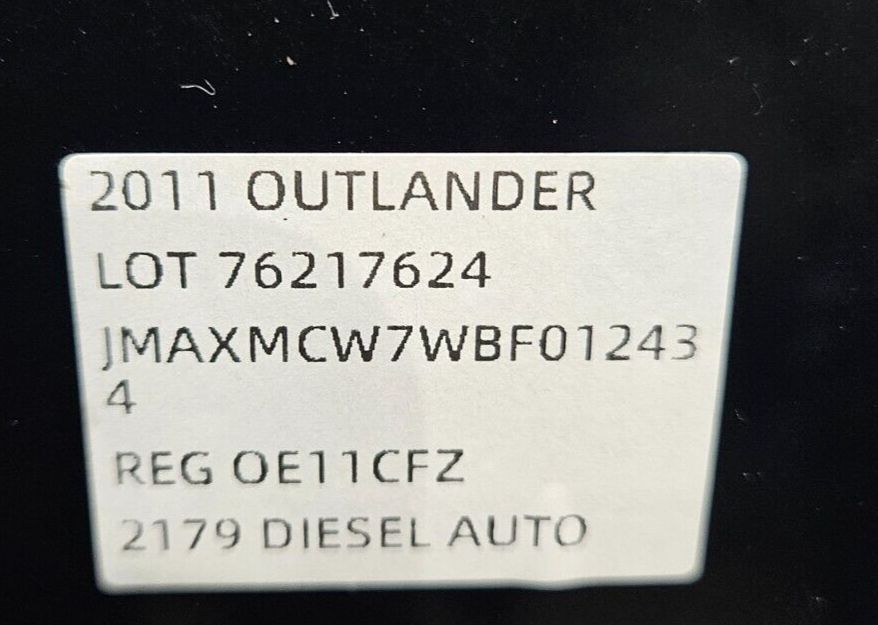 2011 OUTLANDER
LOT 76217624
JMAXMCW7WBF01243
4
REG OE11CFZ
2179 DIESEL AUTO